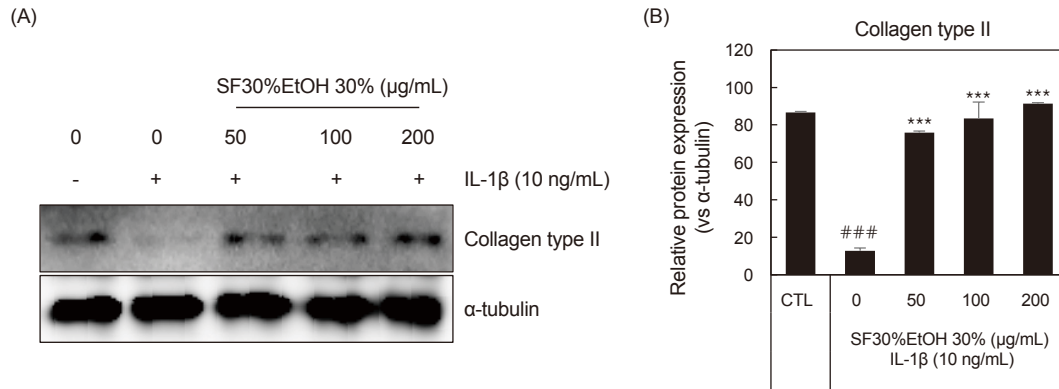 (A)
SF30%EtOH 30% (µg/mL)
0 0 50 100 200
- + + + + IL-1β (10 ng/mL)
Collagen type II
α-tubulin
(B)
Collagen type II
Relative protein expression
(vs α-tubulin)
120
100
80
60
40
20
0
###
***
***
***
CTL 0 50 100 200
SF30%EtOH 30% (µg/mL)
IL-1β (10 ng/mL)